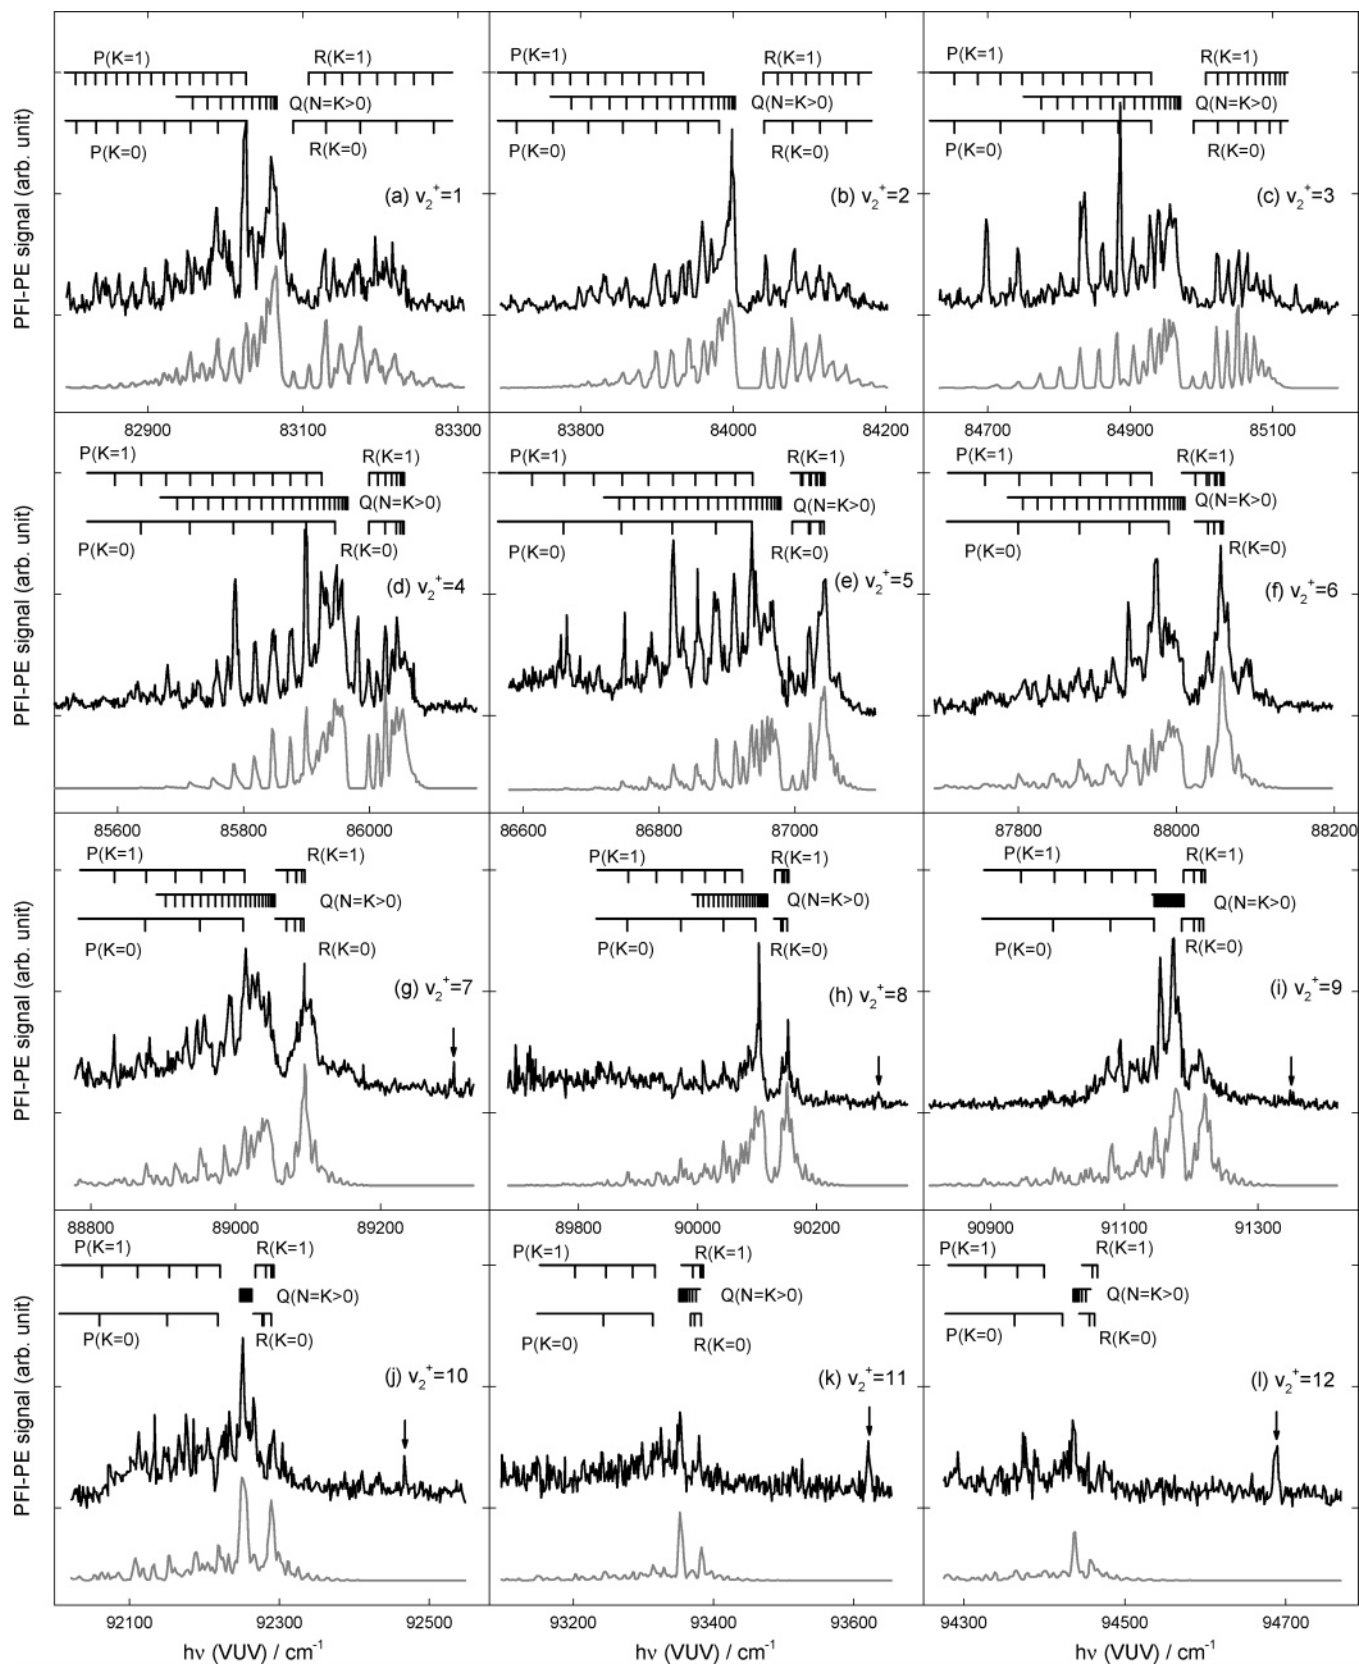 P(K=1) R(K=1) P(K=1) R(K=1) P(K=1) R(K=1)
Q(N=K>0) Q(N=K>0) Q(N=K>0)
P(K=0) R(K=0) P(K=0) R(K=0) P(K=0) R(K=0)
PFI-PE signal (arb. unit)
(a) v₂⁺=1 (b) v₂⁺=2 (c) v₂⁺=3
82900 83100 83300 83800 84000 84200 84700 84900 85100
P(K=1) R(K=1) P(K=1) R(K=1) P(K=1) R(K=1)
Q(N=K>0) Q(N=K>0) Q(N=K>0)
P(K=0) R(K=0) P(K=0) R(K=0) P(K=0) R(K=0)
PFI-PE signal (arb. unit)
(d) v₂⁺=4 (e) v₂⁺=5 (f) v₂⁺=6
85600 85800 86000 86600 86800 87000 87800 88000 88200
P(K=1) R(K=1) P(K=1) R(K=1) P(K=1) R(K=1)
Q(N=K>0) Q(N=K>0) Q(N=K>0)
P(K=0) R(K=0) P(K=0) R(K=0) P(K=0) R(K=0)
PFI-PE signal (arb. unit)
(g) v₂⁺=7 (h) v₂⁺=8 (i) v₂⁺=9
88800 89000 89200 89800 90000 90200 90900 91100 91300
P(K=1) R(K=1) P(K=1) R(K=1) P(K=1) R(K=1)
Q(N=K>0) Q(N=K>0) Q(N=K>0)
P(K=0) R(K=0) P(K=0) R(K=0) P(K=0) R(K=0)
PFI-PE signal (arb. unit)
(j) v₂⁺=10 (k) v₂⁺=11 (l) v₂⁺=12
92100 92300 92500 93200 93400 93600 94300 94500 94700
hν (VUV) / cm⁻¹ hν (VUV) / cm⁻¹ hν (VUV) / cm⁻¹